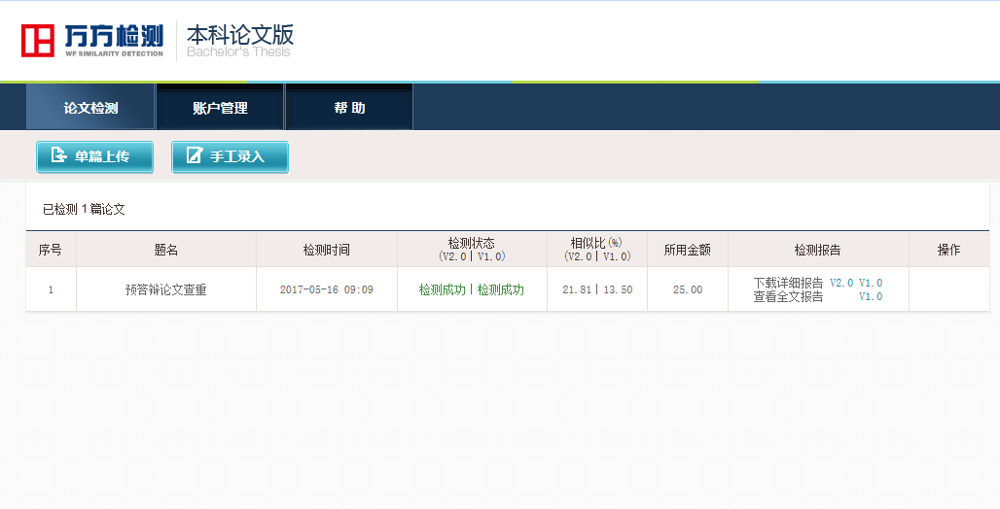 万方检测
WF SIMILARITY DETECTION
本科论文版
Bachelor's Thesis
论文检测 账户管理 帮 助
单篇上传 手工录入
已检测 1 篇论文
序号 题名 检测时间 检测状态 (V2.0 | V1.0) 相似比(%) (V2.0 | V1.0) 所用金额 检测报告 操作
1 预答辩论文查重 2017-05-16 09:09 检测成功 | 检测成功 21.81 | 13.50 25.00 下载详细报告 V2.0 V1.0
查看全文报告 V1.0